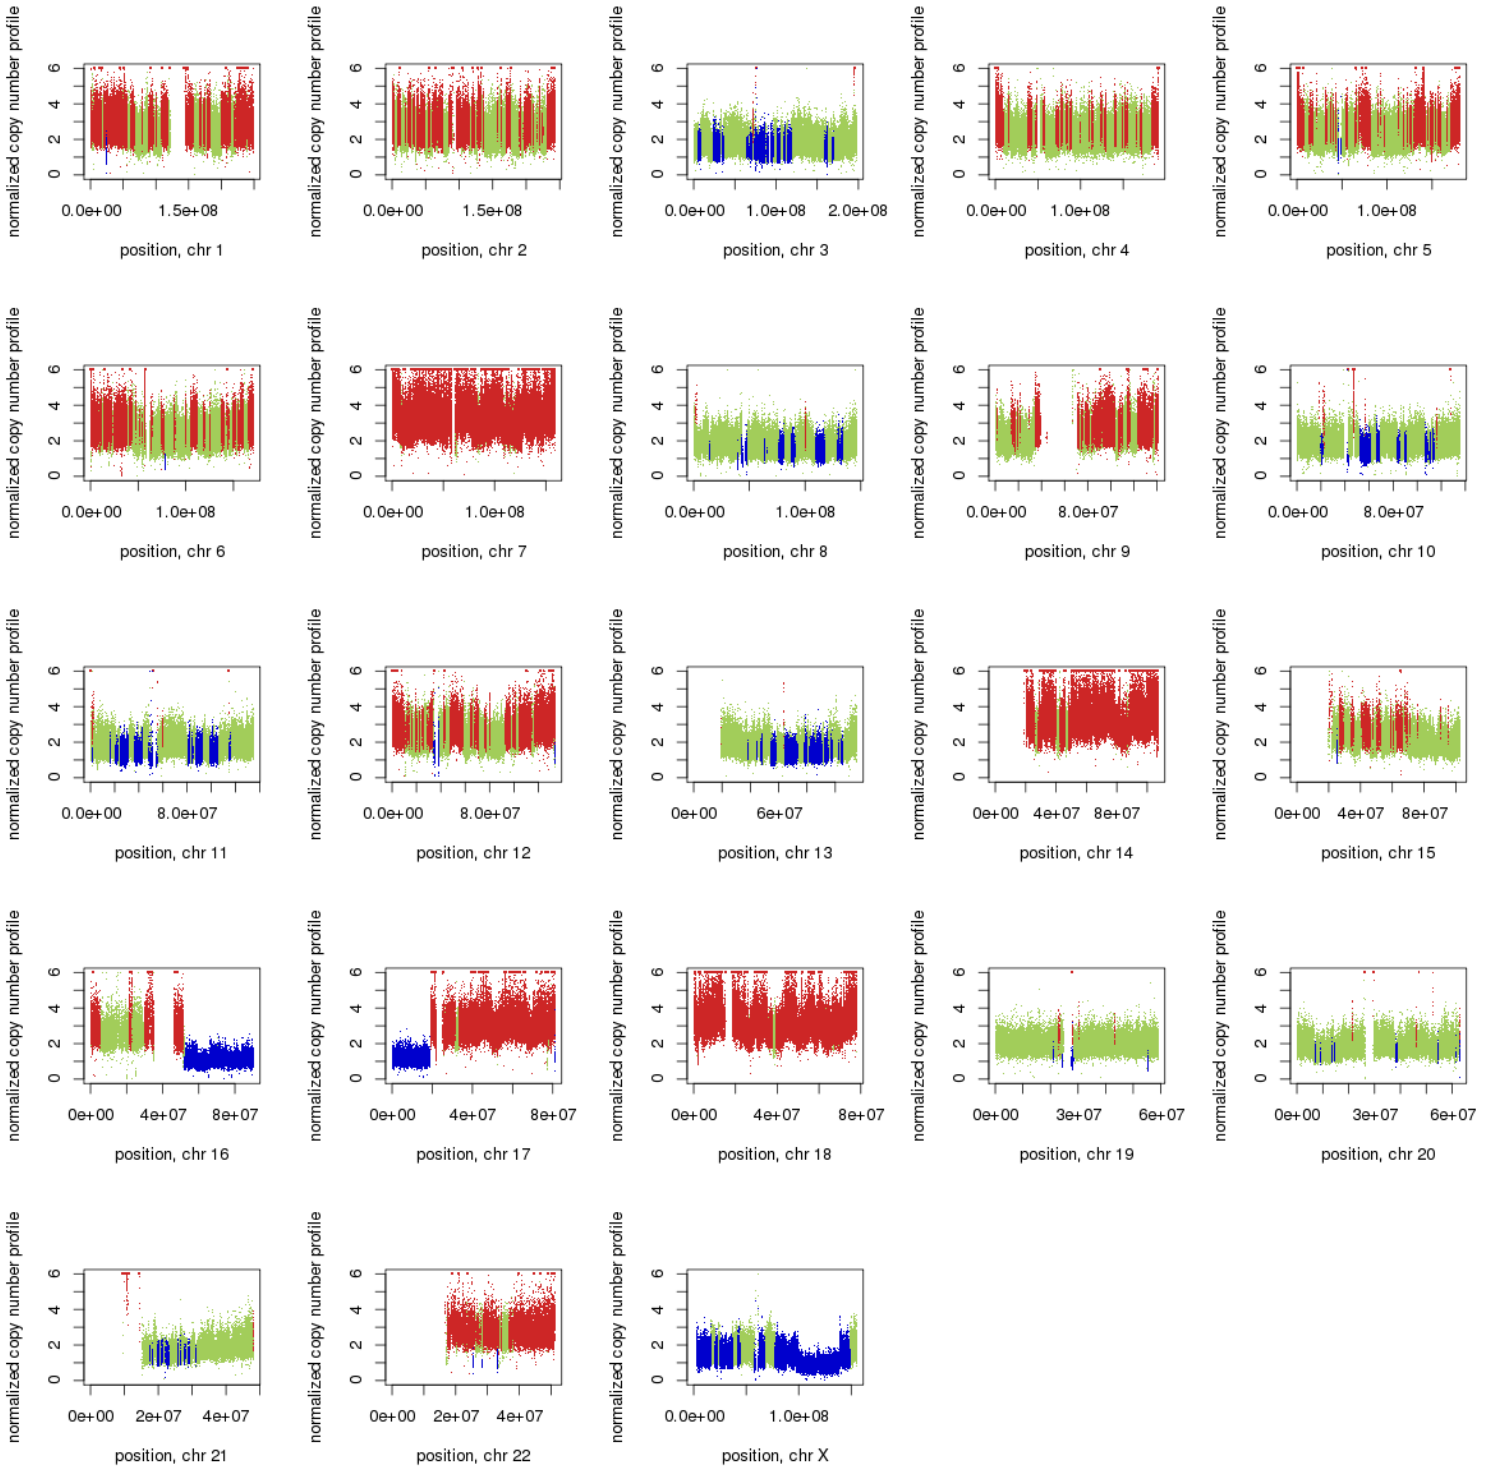 normalized copy number profile
0 2 4 6
0.0e+00 1.5e+08
position, chr 1
normalized copy number profile
0 2 4 6
0.0e+00 1.5e+08
position, chr 2
normalized copy number profile
0 2 4 6
0.0e+00 1.0e+08 2.0e+08
position, chr 3
normalized copy number profile
0 2 4 6
0.0e+00 1.0e+08
position, chr 4
normalized copy number profile
0 2 4 6
0.0e+00 1.0e+08
position, chr 5
normalized copy number profile
0 2 4 6
0.0e+00 1.0e+08
position, chr 6
normalized copy number profile
0 2 4 6
0.0e+00 1.0e+08
position, chr 7
normalized copy number profile
0 2 4 6
0.0e+00 1.0e+08
position, chr 8
normalized copy number profile
0 2 4 6
0.0e+00 8.0e+07
position, chr 9
normalized copy number profile
0 2 4 6
0.0e+00 8.0e+07
position, chr 10
normalized copy number profile
0 2 4 6
0.0e+00 8.0e+07
position, chr 11
normalized copy number profile
0 2 4 6
0.0e+00 8.0e+07
position, chr 12
normalized copy number profile
0 2 4 6
0e+00 6e+07
position, chr 13
normalized copy number profile
0 2 4 6
0e+00 4e+07 8e+07
position, chr 14
normalized copy number profile
0 2 4 6
0e+00 4e+07 8e+07
position, chr 15
normalized copy number profile
0 2 4 6
0e+00 4e+07 8e+07
position, chr 16
normalized copy number profile
0 2 4 6
0e+00 4e+07 8e+07
position, chr 17
normalized copy number profile
0 2 4 6
0e+00 4e+07 8e+07
position, chr 18
normalized copy number profile
0 2 4 6
0e+00 3e+07 6e+07
position, chr 19
normalized copy number profile
0 2 4 6
0e+00 3e+07 6e+07
position, chr 20
normalized copy number profile
0 2 4 6
0e+00 2e+07 4e+07
position, chr 21
normalized copy number profile
0 2 4 6
0e+00 2e+07 4e+07
position, chr 22
normalized copy number profile
0 2 4 6
0.0e+00 1.0e+08
position, chr X